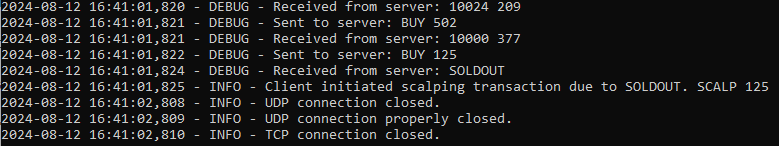 2024-08-12 16:41:01,820 - DEBUG - Received from server: 10024 209
2024-08-12 16:41:01,821 - DEBUG - Sent to server: BUY 502
2024-08-12 16:41:01,821 - DEBUG - Received from server: 10000 377
2024-08-12 16:41:01,822 - DEBUG - Sent to server: BUY 125
2024-08-12 16:41:01,824 - DEBUG - Received from server: SOLDOUT
2024-08-12 16:41:01,825 - INFO - Client initiated scalping transaction due to SOLDOUT. SCALP 125
2024-08-12 16:41:02,808 - INFO - UDP connection closed.
2024-08-12 16:41:02,809 - INFO - UDP connection properly closed.
2024-08-12 16:41:02,810 - INFO - TCP connection closed.